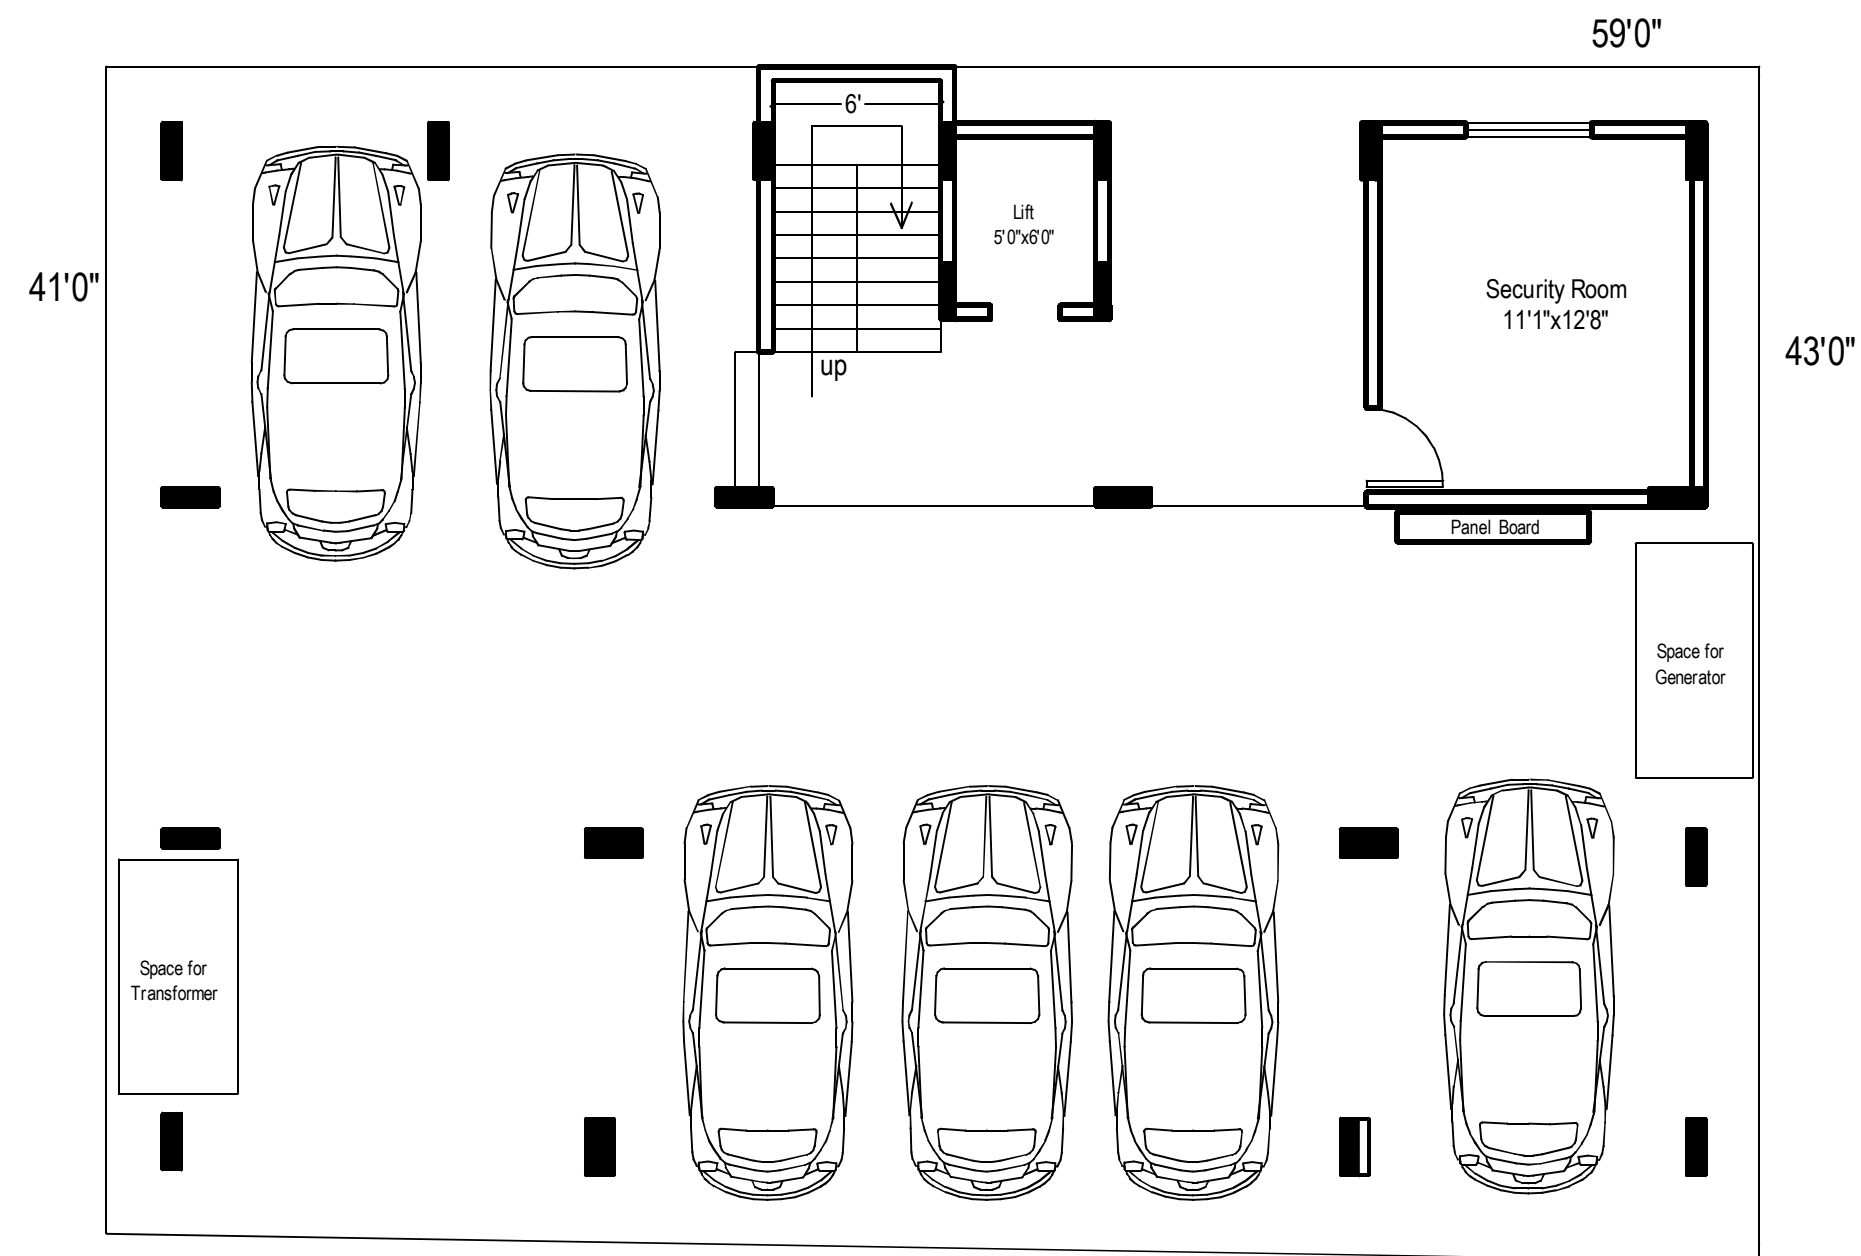 59'0"
6'
Lift
5'0"x6'0"
41'0"
Security Room
11'1"x12'8"
43'0"
up
Panel Board
Space for
Generator
Space for
Transformer